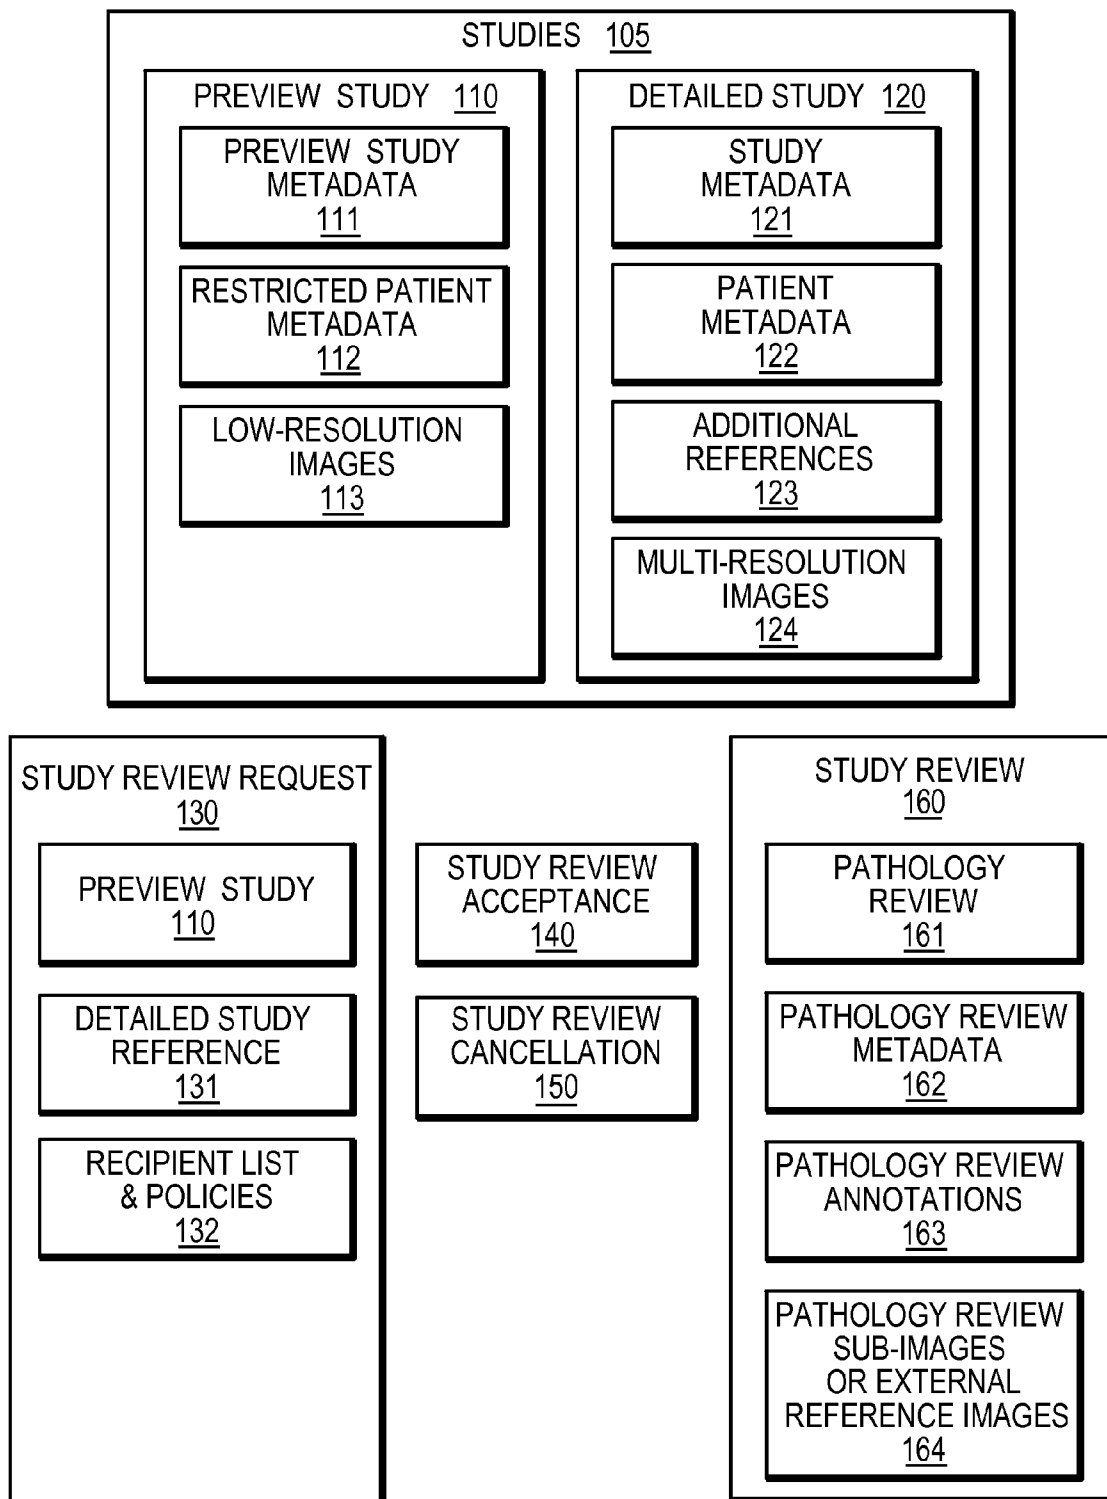 STUDIES 105
PREVIEW STUDY 110
PREVIEW STUDY
METADATA
111
RESTRICTED PATIENT
METADATA
112
LOW-RESOLUTION
IMAGES
113
DETAILED STUDY 120
STUDY
METADATA
121
PATIENT
METADATA
122
ADDITIONAL
REFERENCES
123
MULTI-RESOLUTION
IMAGES
124
STUDY REVIEW REQUEST
130
PREVIEW STUDY
110
DETAILED STUDY
REFERENCE
131
RECIPIENT LIST
& POLICIES
132
STUDY REVIEW
ACCEPTANCE
140
STUDY REVIEW
CANCELLATION
150
STUDY REVIEW
160
PATHOLOGY
REVIEW
161
PATHOLOGY REVIEW
METADATA
162
PATHOLOGY REVIEW
ANNOTATIONS
163
PATHOLOGY REVIEW
SUB-IMAGES
OR EXTERNAL
REFERENCE IMAGES
164